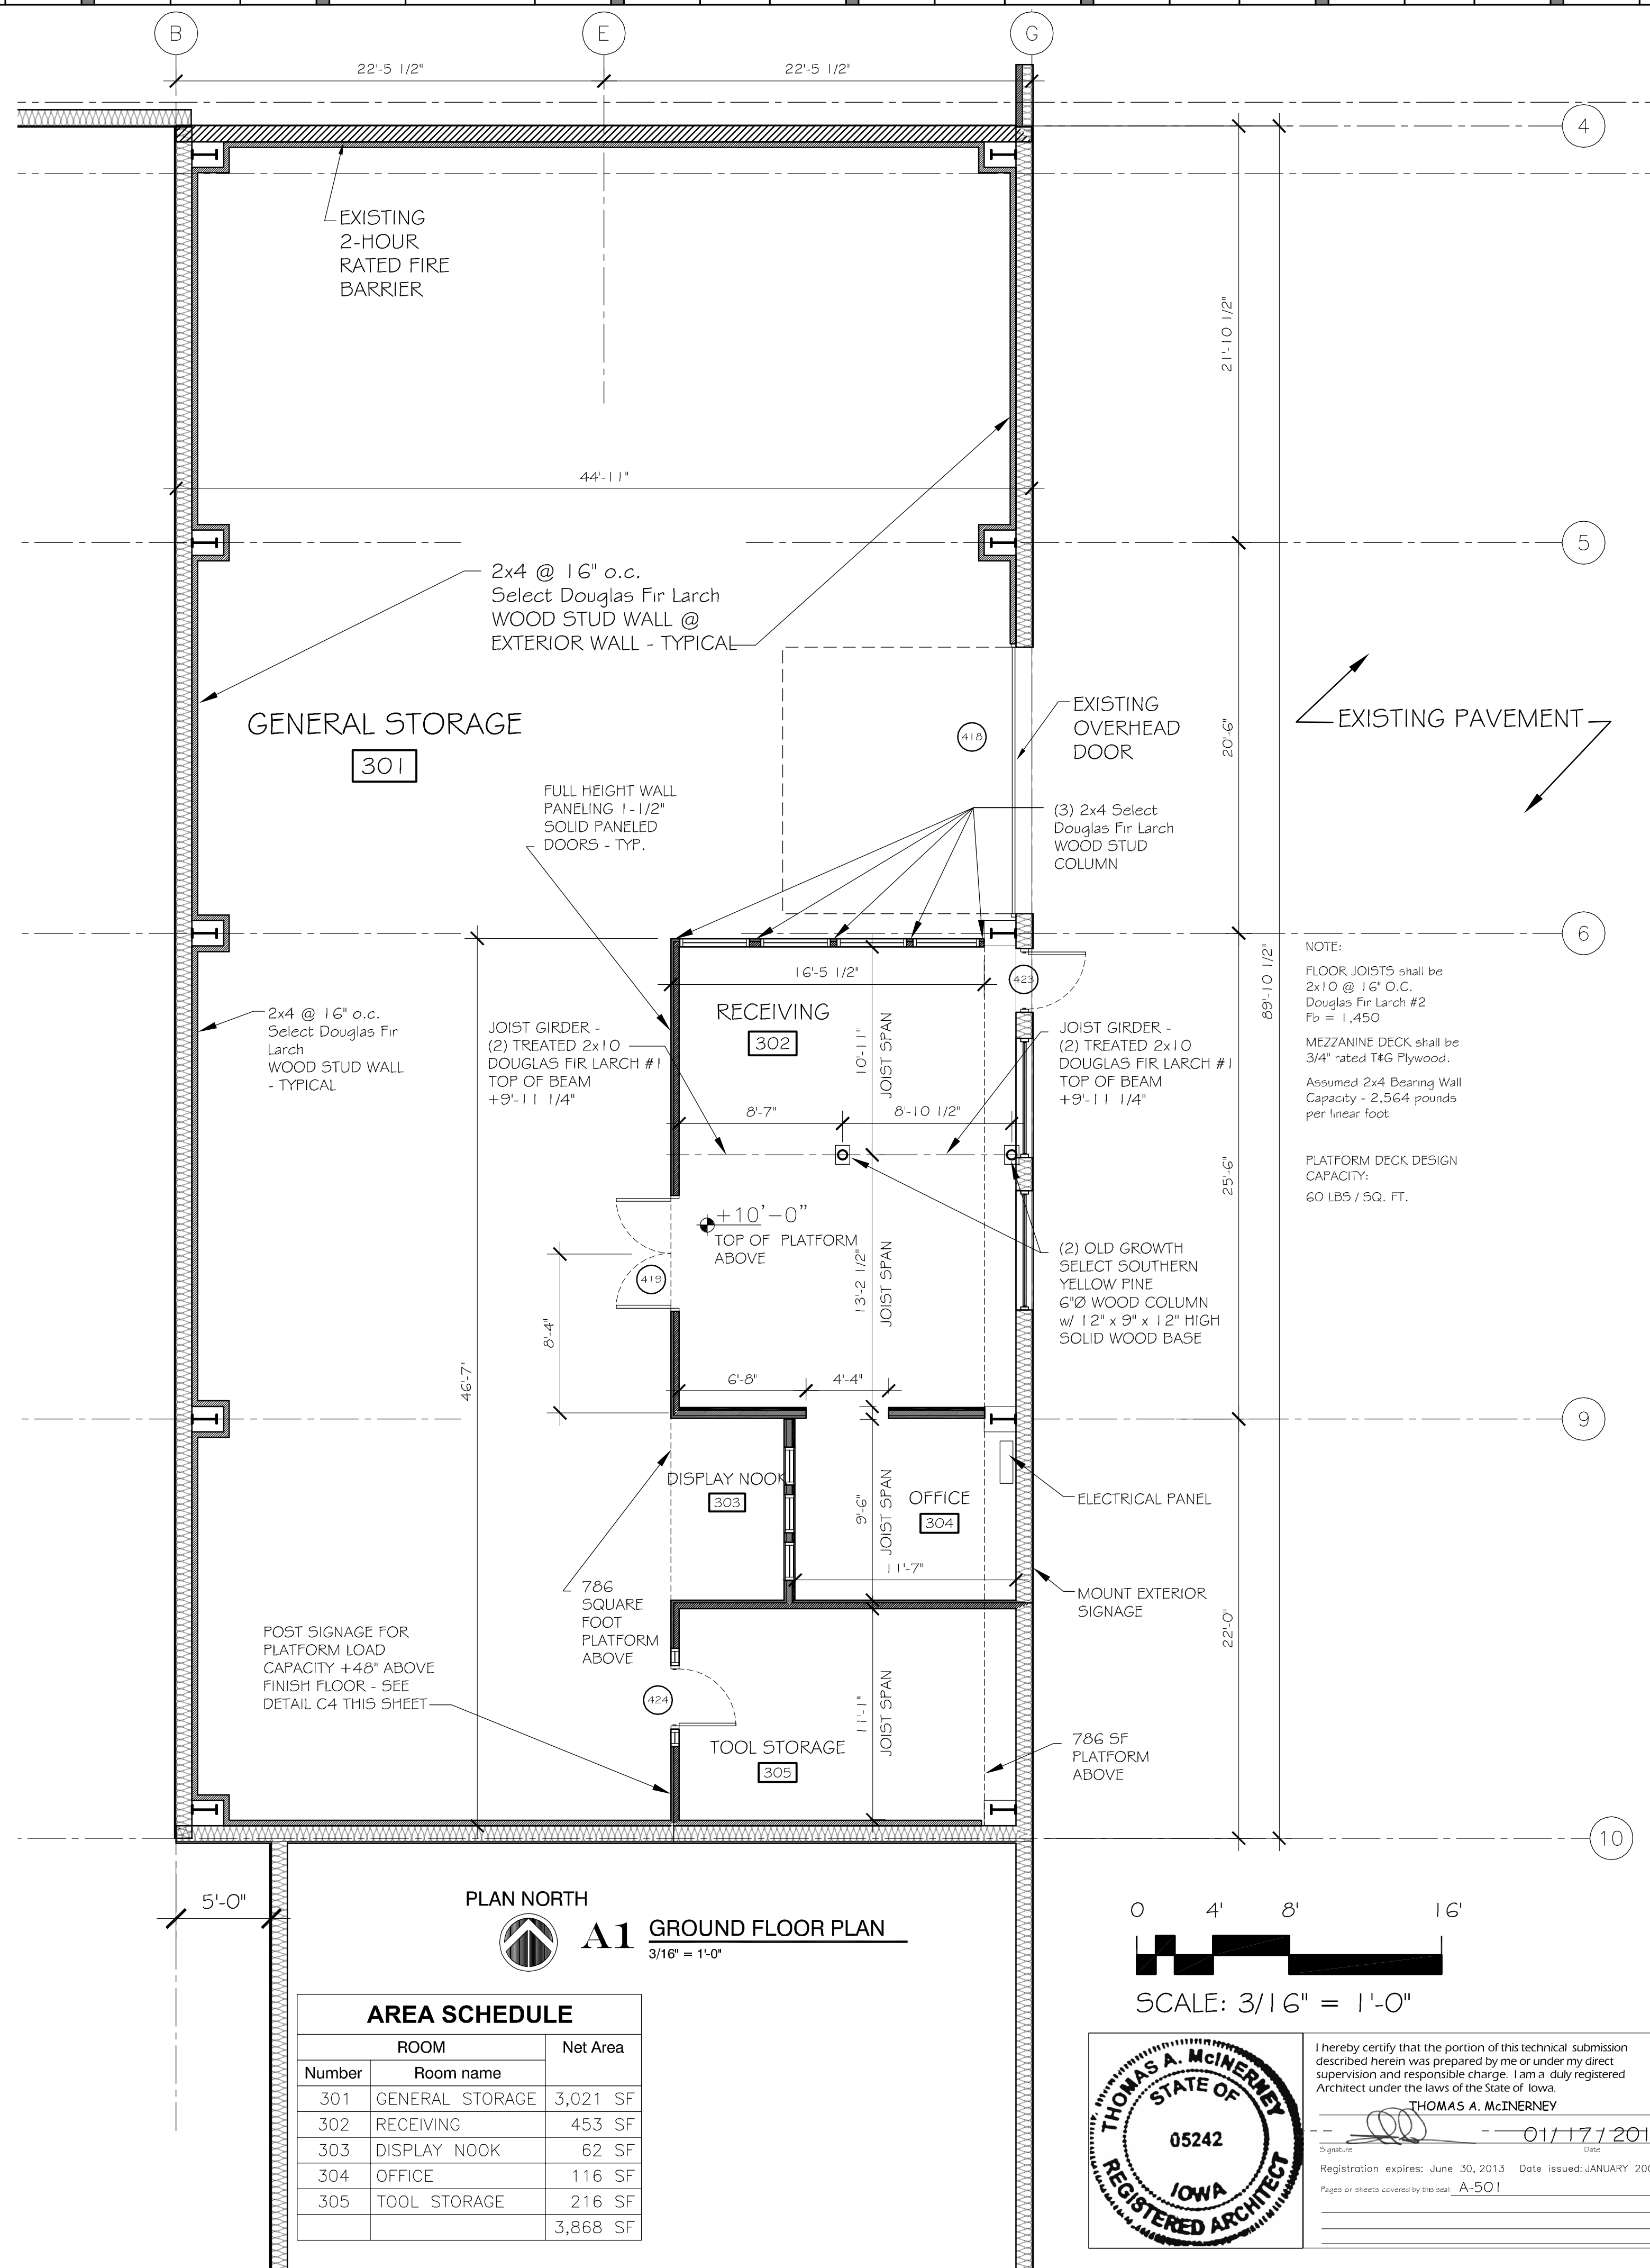 B
E
G
22'-5 1/2"
22'-5 1/2"
4
EXISTING
2-HOUR
RATED FIRE
BARRIER
21'-10 1/2"
44'-11"
5
2x4 @ 16" o.c.
Select Douglas Fir Larch
WOOD STUD WALL @
EXTERIOR WALL - TYPICAL
GENERAL STORAGE
301
418
EXISTING
OVERHEAD
DOOR
20'-6"
EXISTING PAVEMENT
FULL HEIGHT WALL
PANELING 1-1/2"
SOLID PANELED
DOORS - TYP.
(3) 2x4 Select
Douglas Fir Larch
WOOD STUD
COLUMN
6
89'-10 1/2"
NOTE:
FLOOR JOISTS shall be
2x10 @ 16" O.C.
Douglas Fir Larch #2
Fb = 1,450
MEZZANINE DECK shall be
3/4" rated T&G Plywood.
Assumed 2x4 Bearing Wall
Capacity - 2,564 pounds
per linear foot
PLATFORM DECK DESIGN
CAPACITY:
60 LBS / SQ. FT.
16'-5 1/2"
423
RECEIVING
302
2x4 @ 16" o.c.
Select Douglas Fir
Larch
WOOD STUD WALL
- TYPICAL
JOIST GIRDER -
(2) TREATED 2x10
DOUGLAS FIR LARCH #1
TOP OF BEAM
+9'-11 1/4"
10'-11"
JOIST SPAN
JOIST GIRDER -
(2) TREATED 2x10
DOUGLAS FIR LARCH #1
TOP OF BEAM
+9'-11 1/4"
8'-7"
8'-10 1/2"
25'-6"
+10'-0"
TOP OF PLATFORM
ABOVE
419
13'-2 1/2"
JOIST SPAN
(2) OLD GROWTH
SELECT SOUTHERN
YELLOW PINE
6"Ø WOOD COLUMN
w/ 12" x 9" x 12" HIGH
SOLID WOOD BASE
8'-4"
46'-7"
6'-8"
4'-4"
9
DISPLAY NOOK
303
9'-6"
JOIST SPAN
OFFICE
304
ELECTRICAL PANEL
11'-7"
786
SQUARE
FOOT
PLATFORM
ABOVE
MOUNT EXTERIOR
SIGNAGE
22'-0"
POST SIGNAGE FOR
PLATFORM LOAD
CAPACITY +48" ABOVE
FINISH FLOOR - SEE
DETAIL C4 THIS SHEET
424
11'-1"
JOIST SPAN
TOOL STORAGE
305
786 SF
PLATFORM
ABOVE
10
5'-0"
PLAN NORTH
A1 GROUND FLOOR PLAN
3/16" = 1'-0"
0 4' 8' 16'
SCALE: 3/16" = 1'-0"
AREA SCHEDULE
ROOM Net Area
Number Room name
301 GENERAL STORAGE 3,021 SF
302 RECEIVING 453 SF
303 DISPLAY NOOK 62 SF
304 OFFICE 116 SF
305 TOOL STORAGE 216 SF
3,868 SF
THOMAS A. McINERNEY
STATE OF
05242
IOWA
REGISTERED ARCHITECT
I hereby certify that the portion of this technical submission
described herein was prepared by me or under my direct
supervision and responsible charge. I am a duly registered
Architect under the laws of the State of Iowa.
THOMAS A. McINERNEY
01/17/201
Signature Date
Registration expires: June 30, 2013 Date issued: JANUARY 200
Pages or sheets covered by this seal: A-501